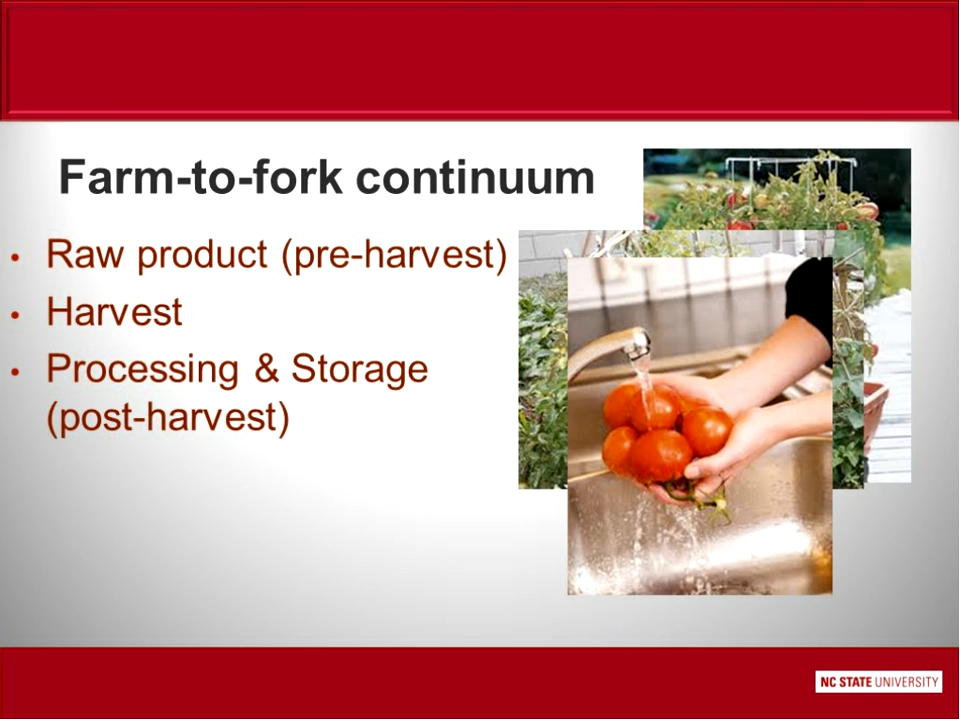 Farm-to-fork continuum
• Raw product (pre-harvest)
• Harvest
• Processing & Storage
(post-harvest)
NC STATE UNIVERSITY